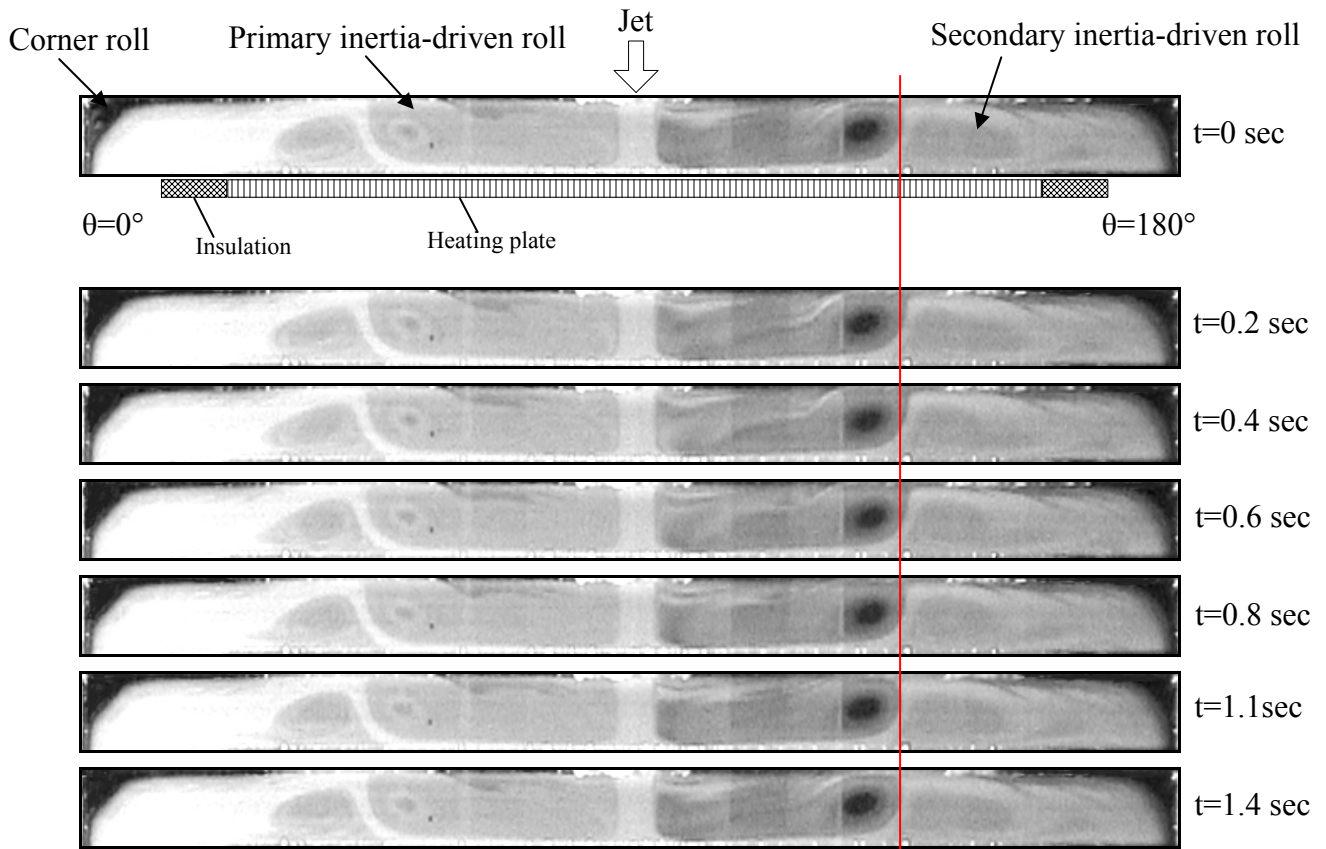 Jet
Corner roll
Primary inertia-driven roll
Secondary inertia-driven roll
t=0 sec
θ=0°
Insulation
Heating plate
θ=180°
t=0.2 sec
t=0.4 sec
t=0.6 sec
t=0.8 sec
t=1.1sec
t=1.4 sec